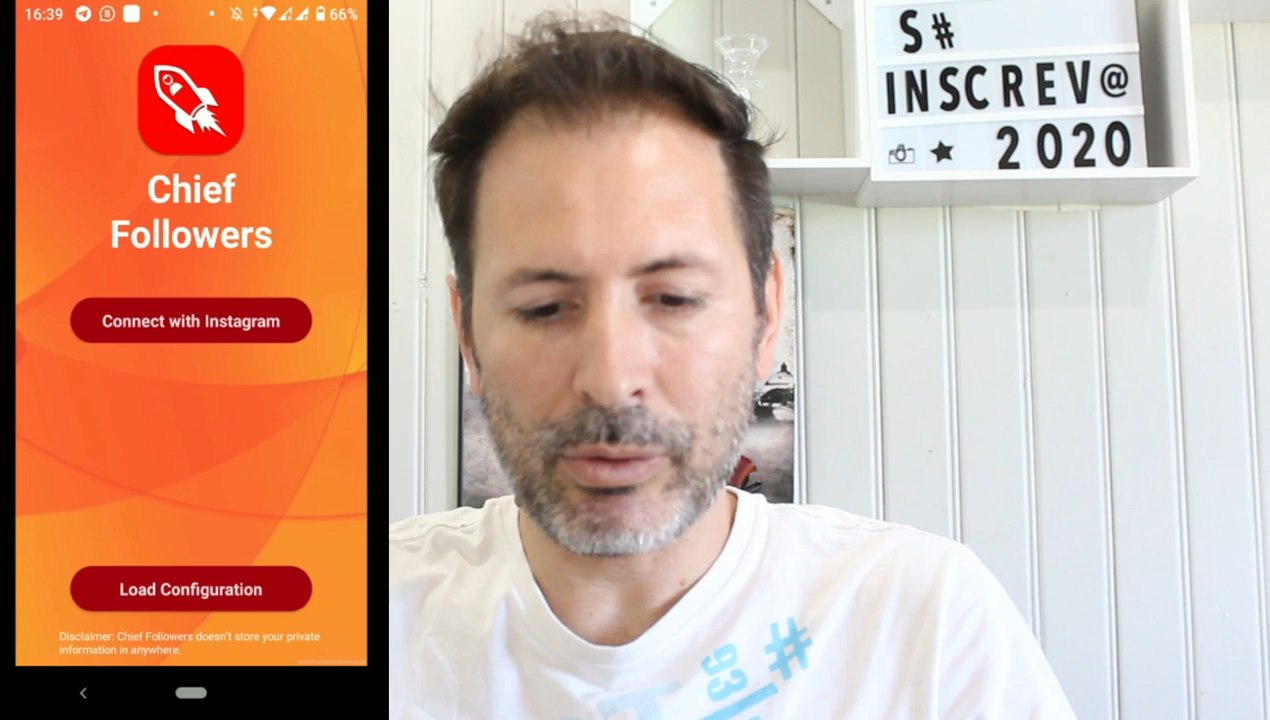 16:39
66%
Chief
Followers
Connect with Instagram
Load Configuration
Disclaimer: Chief Followers doesn't store your private
information in anywhere.
S#
INSCREV@
2020
#
93